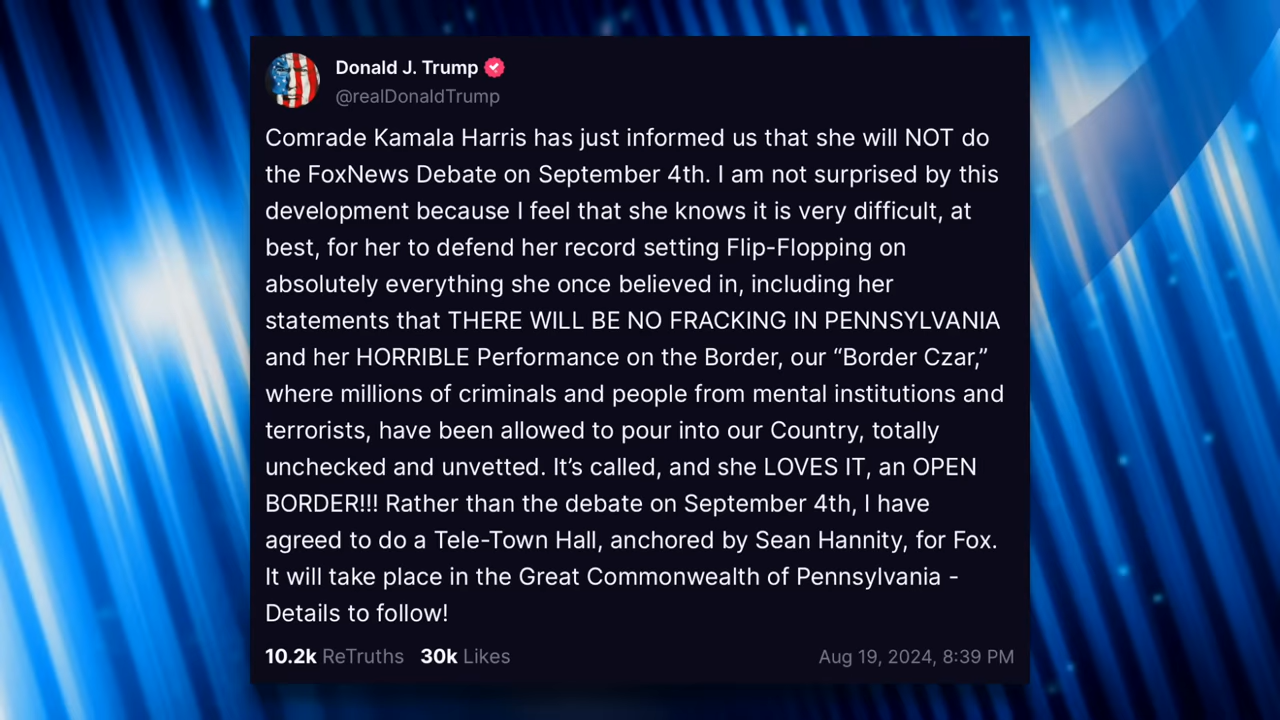 Donald J. Trump
@realDonaldTrump
Comrade Kamala Harris has just informed us that she will NOT do
the FoxNews Debate on September 4th. I am not surprised by this
development because I feel that she knows it is very difficult, at
best, for her to defend her record setting Flip-Flopping on
absolutely everything she once believed in, including her
statements that THERE WILL BE NO FRACKING IN PENNSYLVANIA
and her HORRIBLE Performance on the Border, our “Border Czar,”
where millions of criminals and people from mental institutions and
terrorists, have been allowed to pour into our Country, totally
unchecked and unvetted. It’s called, and she LOVES IT, an OPEN
BORDER!!! Rather than the debate on September 4th, I have
agreed to do a Tele-Town Hall, anchored by Sean Hannity, for Fox.
It will take place in the Great Commonwealth of Pennsylvania -
Details to follow!
10.2k ReTruths 30k Likes Aug 19, 2024, 8:39 PM